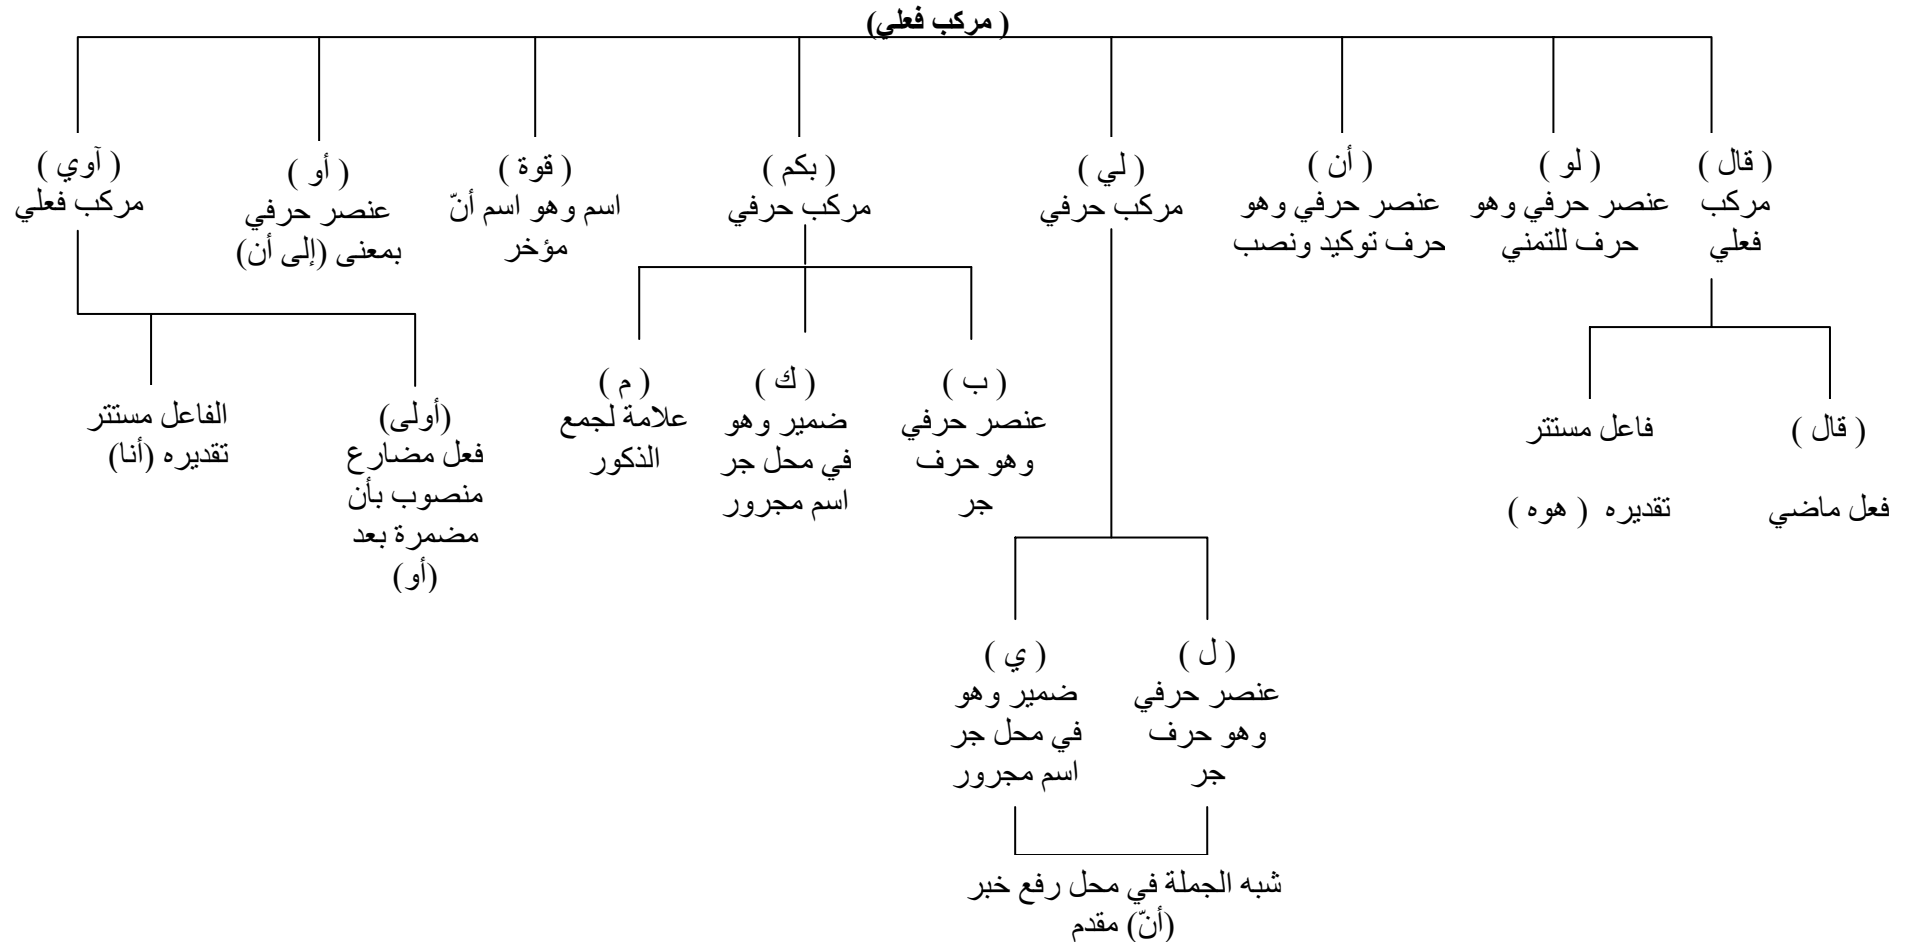 ( مركب فعلي)
( قال )
مركب
فعلي
( لو )
عنصر حرفي وهو
حرف للتمني
( أن )
عنصر حرفي وهو
حرف توكيد ونصب
( لي )
مركب حرفي
( بكم )
مركب حرفي
( قوة )
اسم وهو اسم أنّ
مؤخر
( أو )
عنصر حرفي
بمعنى (إلى أن)
( آوي )
مركب فعلي
( قال )
فعل ماضي
فاعل مستتر
تقديره ( هوه )
( ب )
عنصر حرفي
وهو حرف
جر
( ك )
ضمير وهو
في محل جر
اسم مجرور
( م )
علامة لجمع
الذكور
(أولى)
فعل مضارع
منصوب بأن
مضمرة بعد
(أو)
الفاعل مستتر
تقديره (أنا)
( ل )
عنصر حرفي
وهو حرف
جر
( ي )
ضمير وهو
في محل جر
اسم مجرور
شبه الجملة في محل رفع خبر
(أنّ) مقدم